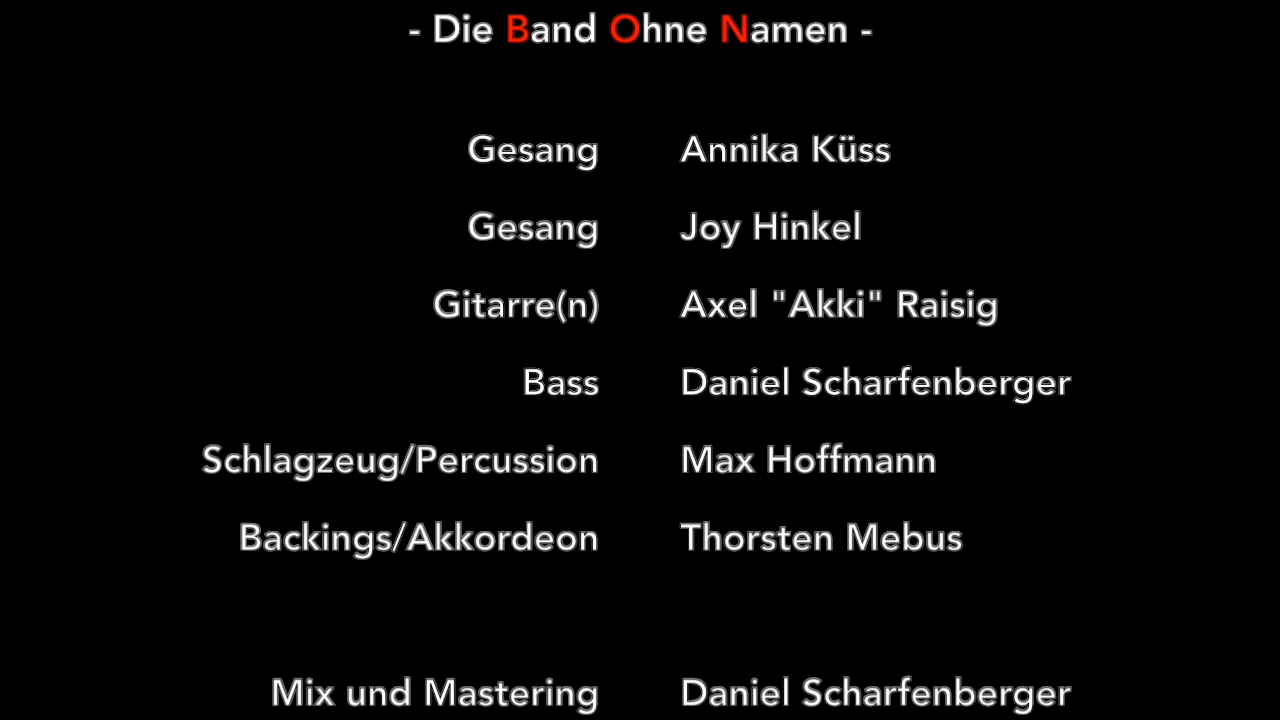 - Die Band Ohne Namen -
Gesang Annika Küss
Gesang Joy Hinkel
Gitarre(n) Axel "Akki" Raisig
Bass Daniel Scharfenberger
Schlagzeug/Percussion Max Hoffmann
Backings/Akkordeon Thorsten Mebus
Mix und Mastering Daniel Scharfenberger